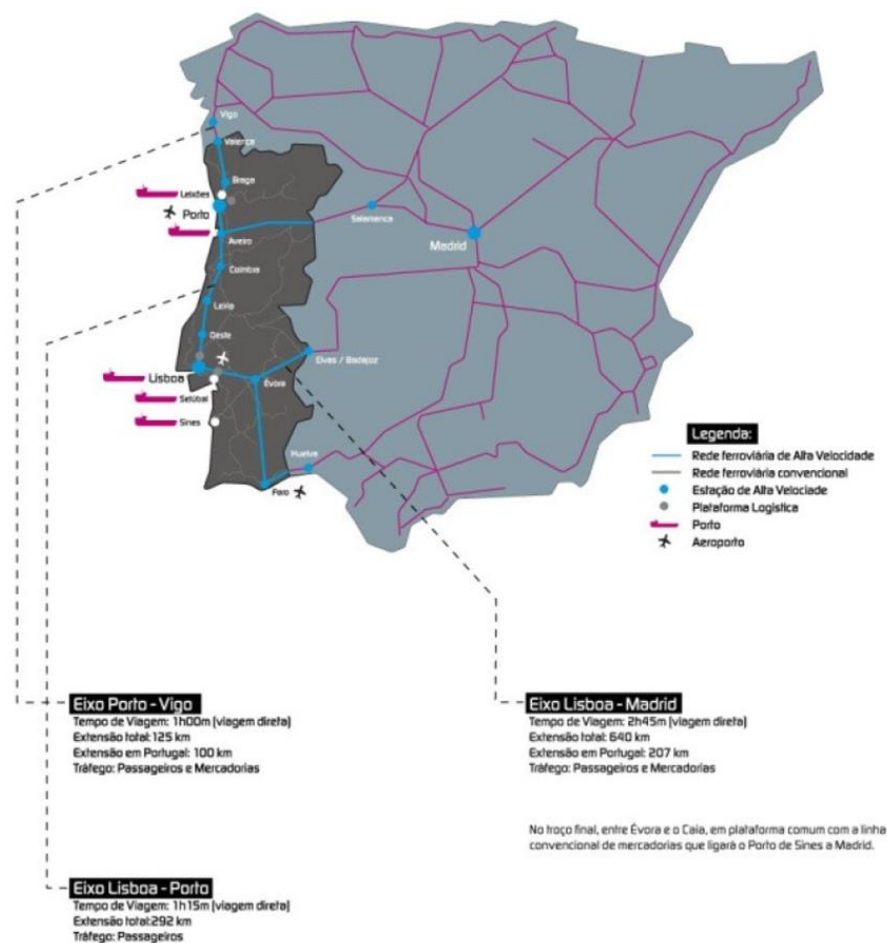 Vigo
Valença
Braga
Leixões
Porto
Aveiro
Salamanca
Madrid
Coimbra
Leiria
Oeste
Elvas / Badajoz
Lisboa
Évora
Setúbal
Sines
Huelva
Faro
Legenda:
Rede ferroviária de Alta Velocidade
Rede ferroviária convencional
Estação de Alta Velociade
Plataforma Logística
Porto
Aeroporto
Eixo Porto - Vigo
Tempo de Viagem: 1h00m (viagem direta)
Extensão total: 125 km
Extensão em Portugal: 100 km
Tráfego: Passageiros e Mercadorias
Eixo Lisboa - Madrid
Tempo de Viagem: 2h45m (viagem direta)
Extensão total: 640 km
Extensão em Portugal: 207 km
Tráfego: Passageiros e Mercadorias
No troço final, entre Évora e o Caia, em plataforma comum com a linha
convencional de mercadorias que ligará o Porto de Sines a Madrid.
Eixo Lisboa - Porto
Tempo de Viagem: 1h15m (viagem direta)
Extensão total:292 km
Tráfego: Passageiros